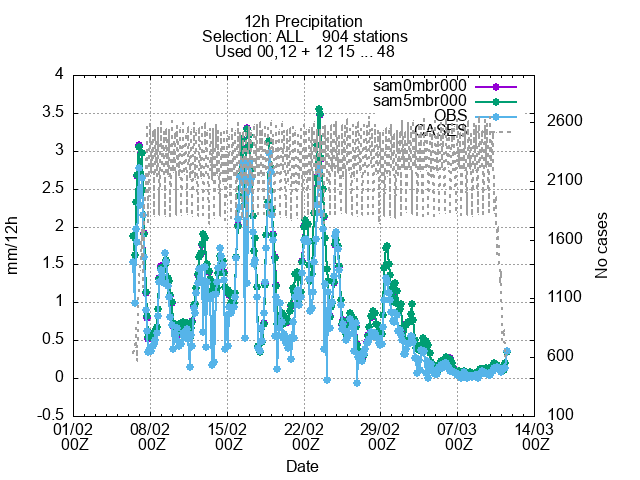 12h Precipitation
Selection: ALL 904 stations
Used 00,12 + 12 15 ... 48
sam0mbr000
sam5mbr000
OBS
CASES
4
3.5
3
2.5
2
1.5
1
0.5
0
-0.5
2600
2100
1600
1100
600
100
mm/12h
No cases
01/02 08/02 15/02 22/02 29/02 07/03 14/03
00Z 00Z 00Z 00Z 00Z 00Z 00Z
Date